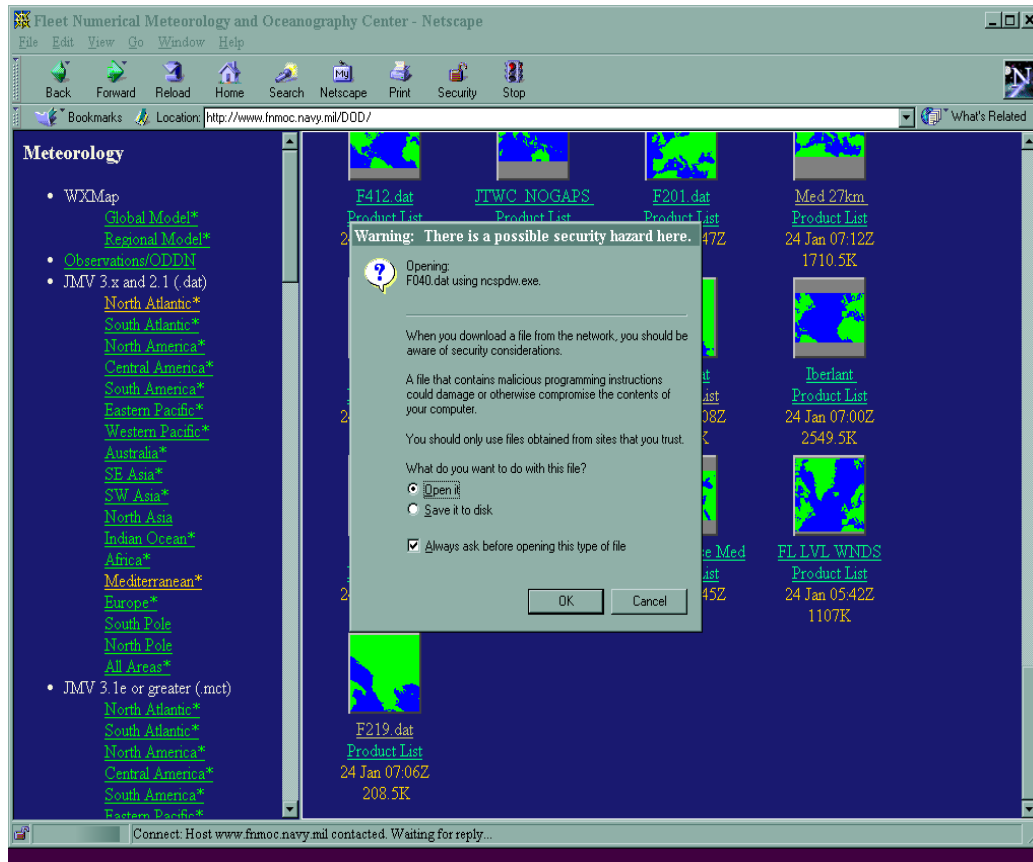 Fleet Numerical Meteorology and Oceanography Center - Netscape
File Edit View Go Window Help
Back Forward Reload Home Search Netscape Print Security Stop
Bookmarks Location: http://www.fnmoc.navy.mil/DOD/ What's Related
Meteorology
WXMap
Global Model*
Regional Model*
Observations/ODDN
JMV 3.x and 2.1 (.dat)
North Atlantic*
South Atlantic*
North America*
Central America*
South America*
Eastern Pacific*
Western Pacific*
Australia*
SE Asia*
SW Asia*
North Asia
Indian Ocean*
Africa*
Mediterranean*
Europe*
South Pole
North Pole
All Areas*
JMV 3.1e or greater (.mct)
North Atlantic*
South Atlantic*
North America*
Central America*
South America*
Eastern Pacific*
F412.dat JTWC NOGAPS F201.dat Med 27km
Product List Product List Product List Product List
47Z 24 Jan 07:12Z
1710.5K
Warning: There is a possible security hazard here.
Opening:
F040.dat using ncspdw.exe.
When you download a file from the network, you should be
aware of security considerations.
A file that contains malicious programming instructions
could damage or otherwise compromise the contents of
your computer.
You should only use files obtained from sites that you trust.
What do you want to do with this file?
Open it
Save it to disk
Always ask before opening this type of file
OK Cancel
Iberlant
Product List
24 Jan 07:00Z
2549.5K
Med FL LVL WNDS
Product List
45Z 24 Jan 05:42Z
1107K
F219.dat
Product List
24 Jan 07:06Z
208.5K
Connect: Host www.fnmoc.navy.mil contacted. Waiting for reply...